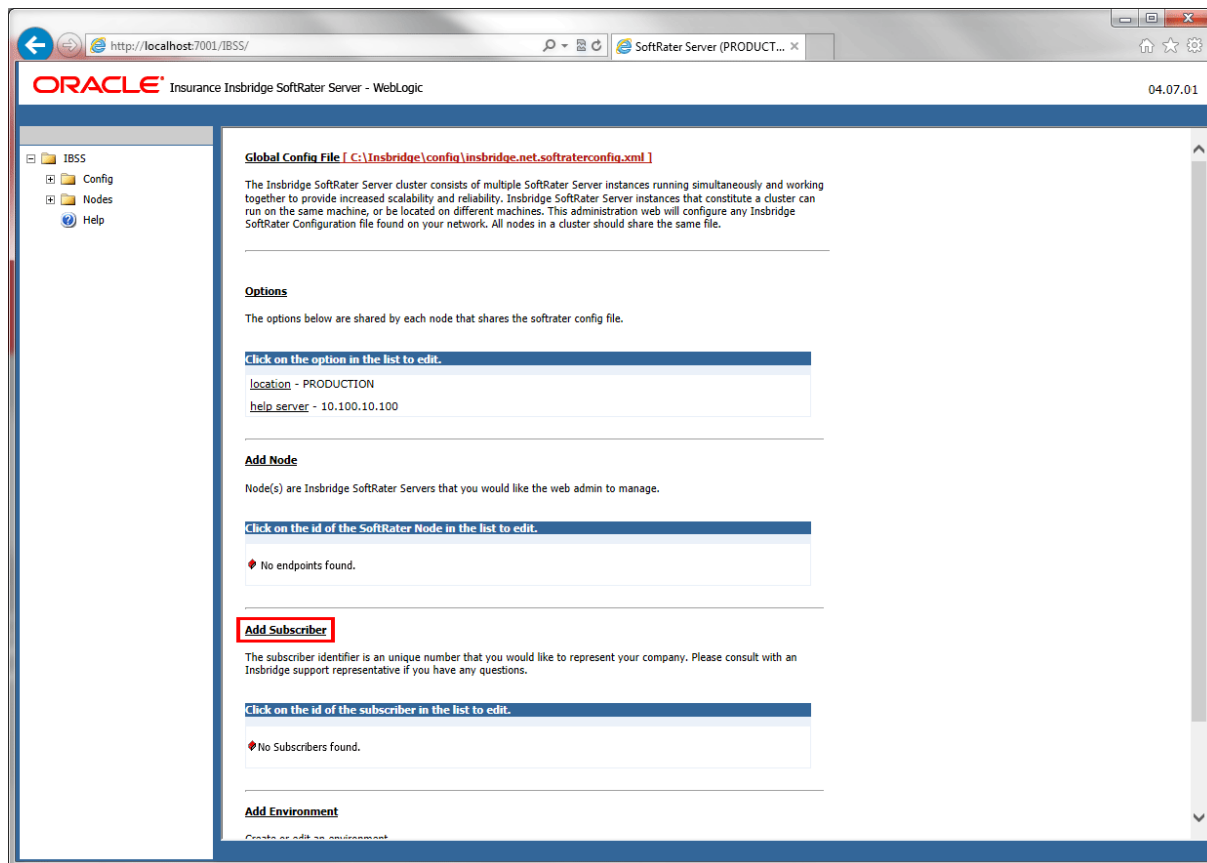 http://localhost:7001/IBSS/
SoftRater Server (PRODUCT...
ORACLE® Insurance Insbridge SoftRater Server - WebLogic
04.07.01
IBSS
Config
Nodes
Help
Global Config File [ C:\Insbridge\config\insbridge.net.softraterconfig.xml ]
The Insbridge SoftRater Server cluster consists of multiple SoftRater Server instances running simultaneously and working
together to provide increased scalability and reliability. Insbridge SoftRater Server instances that constitute a cluster can
run on the same machine, or be located on different machines. This administration web will configure any Insbridge
SoftRater Configuration file found on your network. All nodes in a cluster should share the same file.
Options
The options below are shared by each node that shares the softrater config file.
Click on the option in the list to edit.
location - PRODUCTION
help server - 10.100.10.100
Add Node
Node(s) are Insbridge SoftRater Servers that you would like the web admin to manage.
Click on the id of the SoftRater Node in the list to edit.
No endpoints found.
Add Subscriber
The subscriber identifier is an unique number that you would like to represent your company. Please consult with an
Insbridge support representative if you have any questions.
Click on the id of the subscriber in the list to edit.
No Subscribers found.
Add Environment
Create or edit an environment